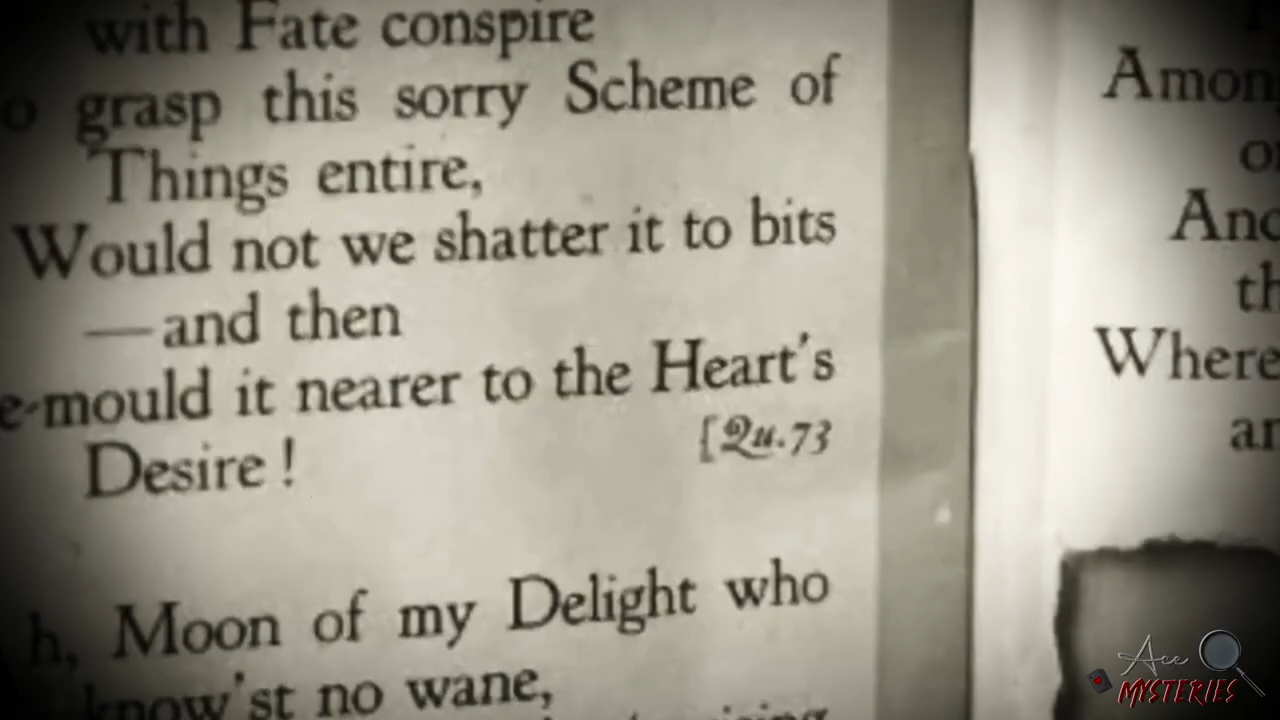 with Fate conspire
grasp this sorry Scheme of
Things entire,
Would not we shatter it to bits
—and then
e-mould it nearer to the Heart's
Desire!
[Qu.73
h, Moon of my Delight who
know'st no wane,
Amon
Where
Ace
MYSTERIES